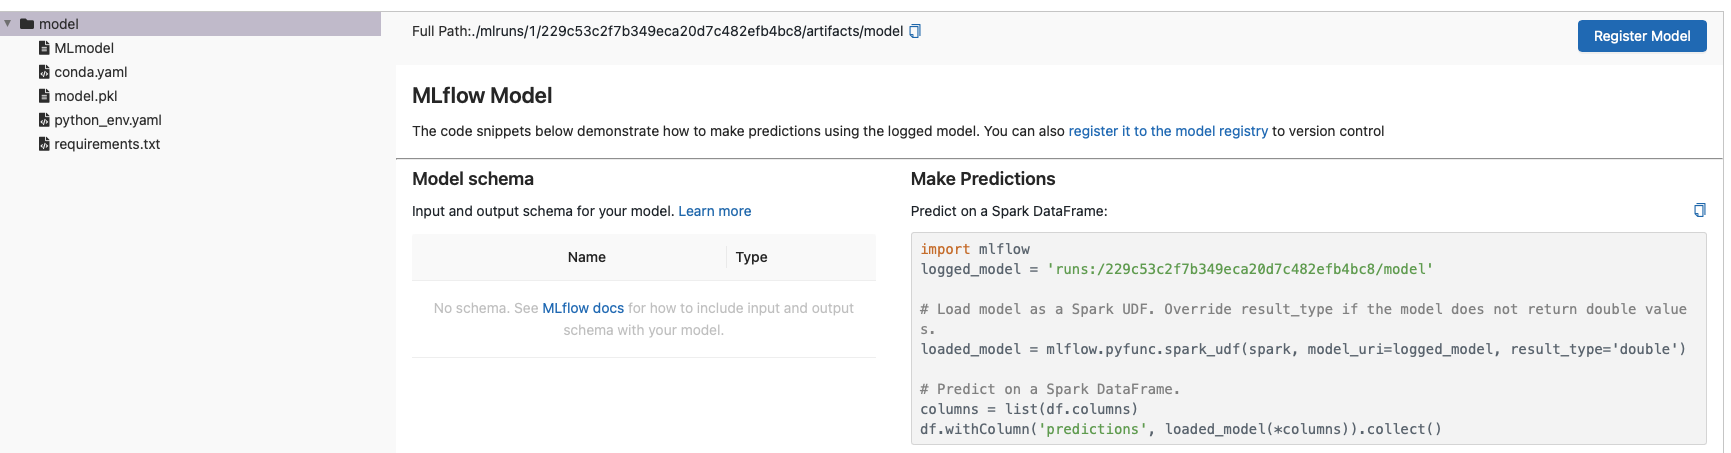 model
MLmodel
conda.yaml
model.pkl
python_env.yaml
requirements.txt
Full Path:./mlruns/1/229c53c2f7b349eca20d7c482efb4bc8/artifacts/model
Register Model
MLflow Model
The code snippets below demonstrate how to make predictions using the logged model. You can also register it to the model registry to version control
Model schema
Input and output schema for your model. Learn more
Name Type
No schema. See MLflow docs for how to include input and output
schema with your model.
Make Predictions
Predict on a Spark DataFrame:
import mlflow
logged_model = 'runs:/229c53c2f7b349eca20d7c482efb4bc8/model'
# Load model as a Spark UDF. Override result_type if the model does not return double value
s.
loaded_model = mlflow.pyfunc.spark_udf(spark, model_uri=logged_model, result_type='double')
# Predict on a Spark DataFrame.
columns = list(df.columns)
df.withColumn('predictions', loaded_model(*columns)).collect()